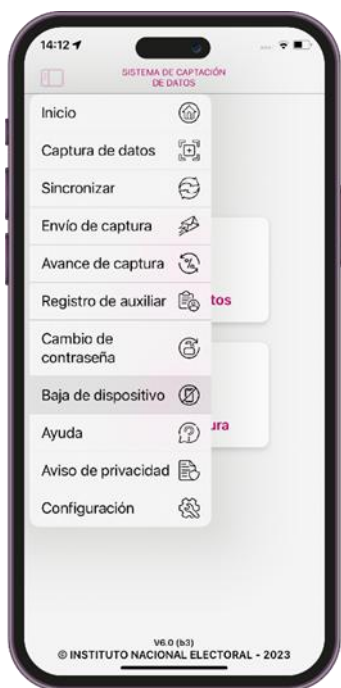 14:12
SISTEMA DE CAPTACIÓN
DE DATOS
Inicio
Captura de datos
Sincronizar
Envío de captura
Avance de captura
Registro de auxiliar
tos
Cambio de
contraseña
Baja de dispositivo
Ayuda
ura
Aviso de privacidad
Configuración
V6.0 (b3)
© INSTITUTO NACIONAL ELECTORAL - 2023